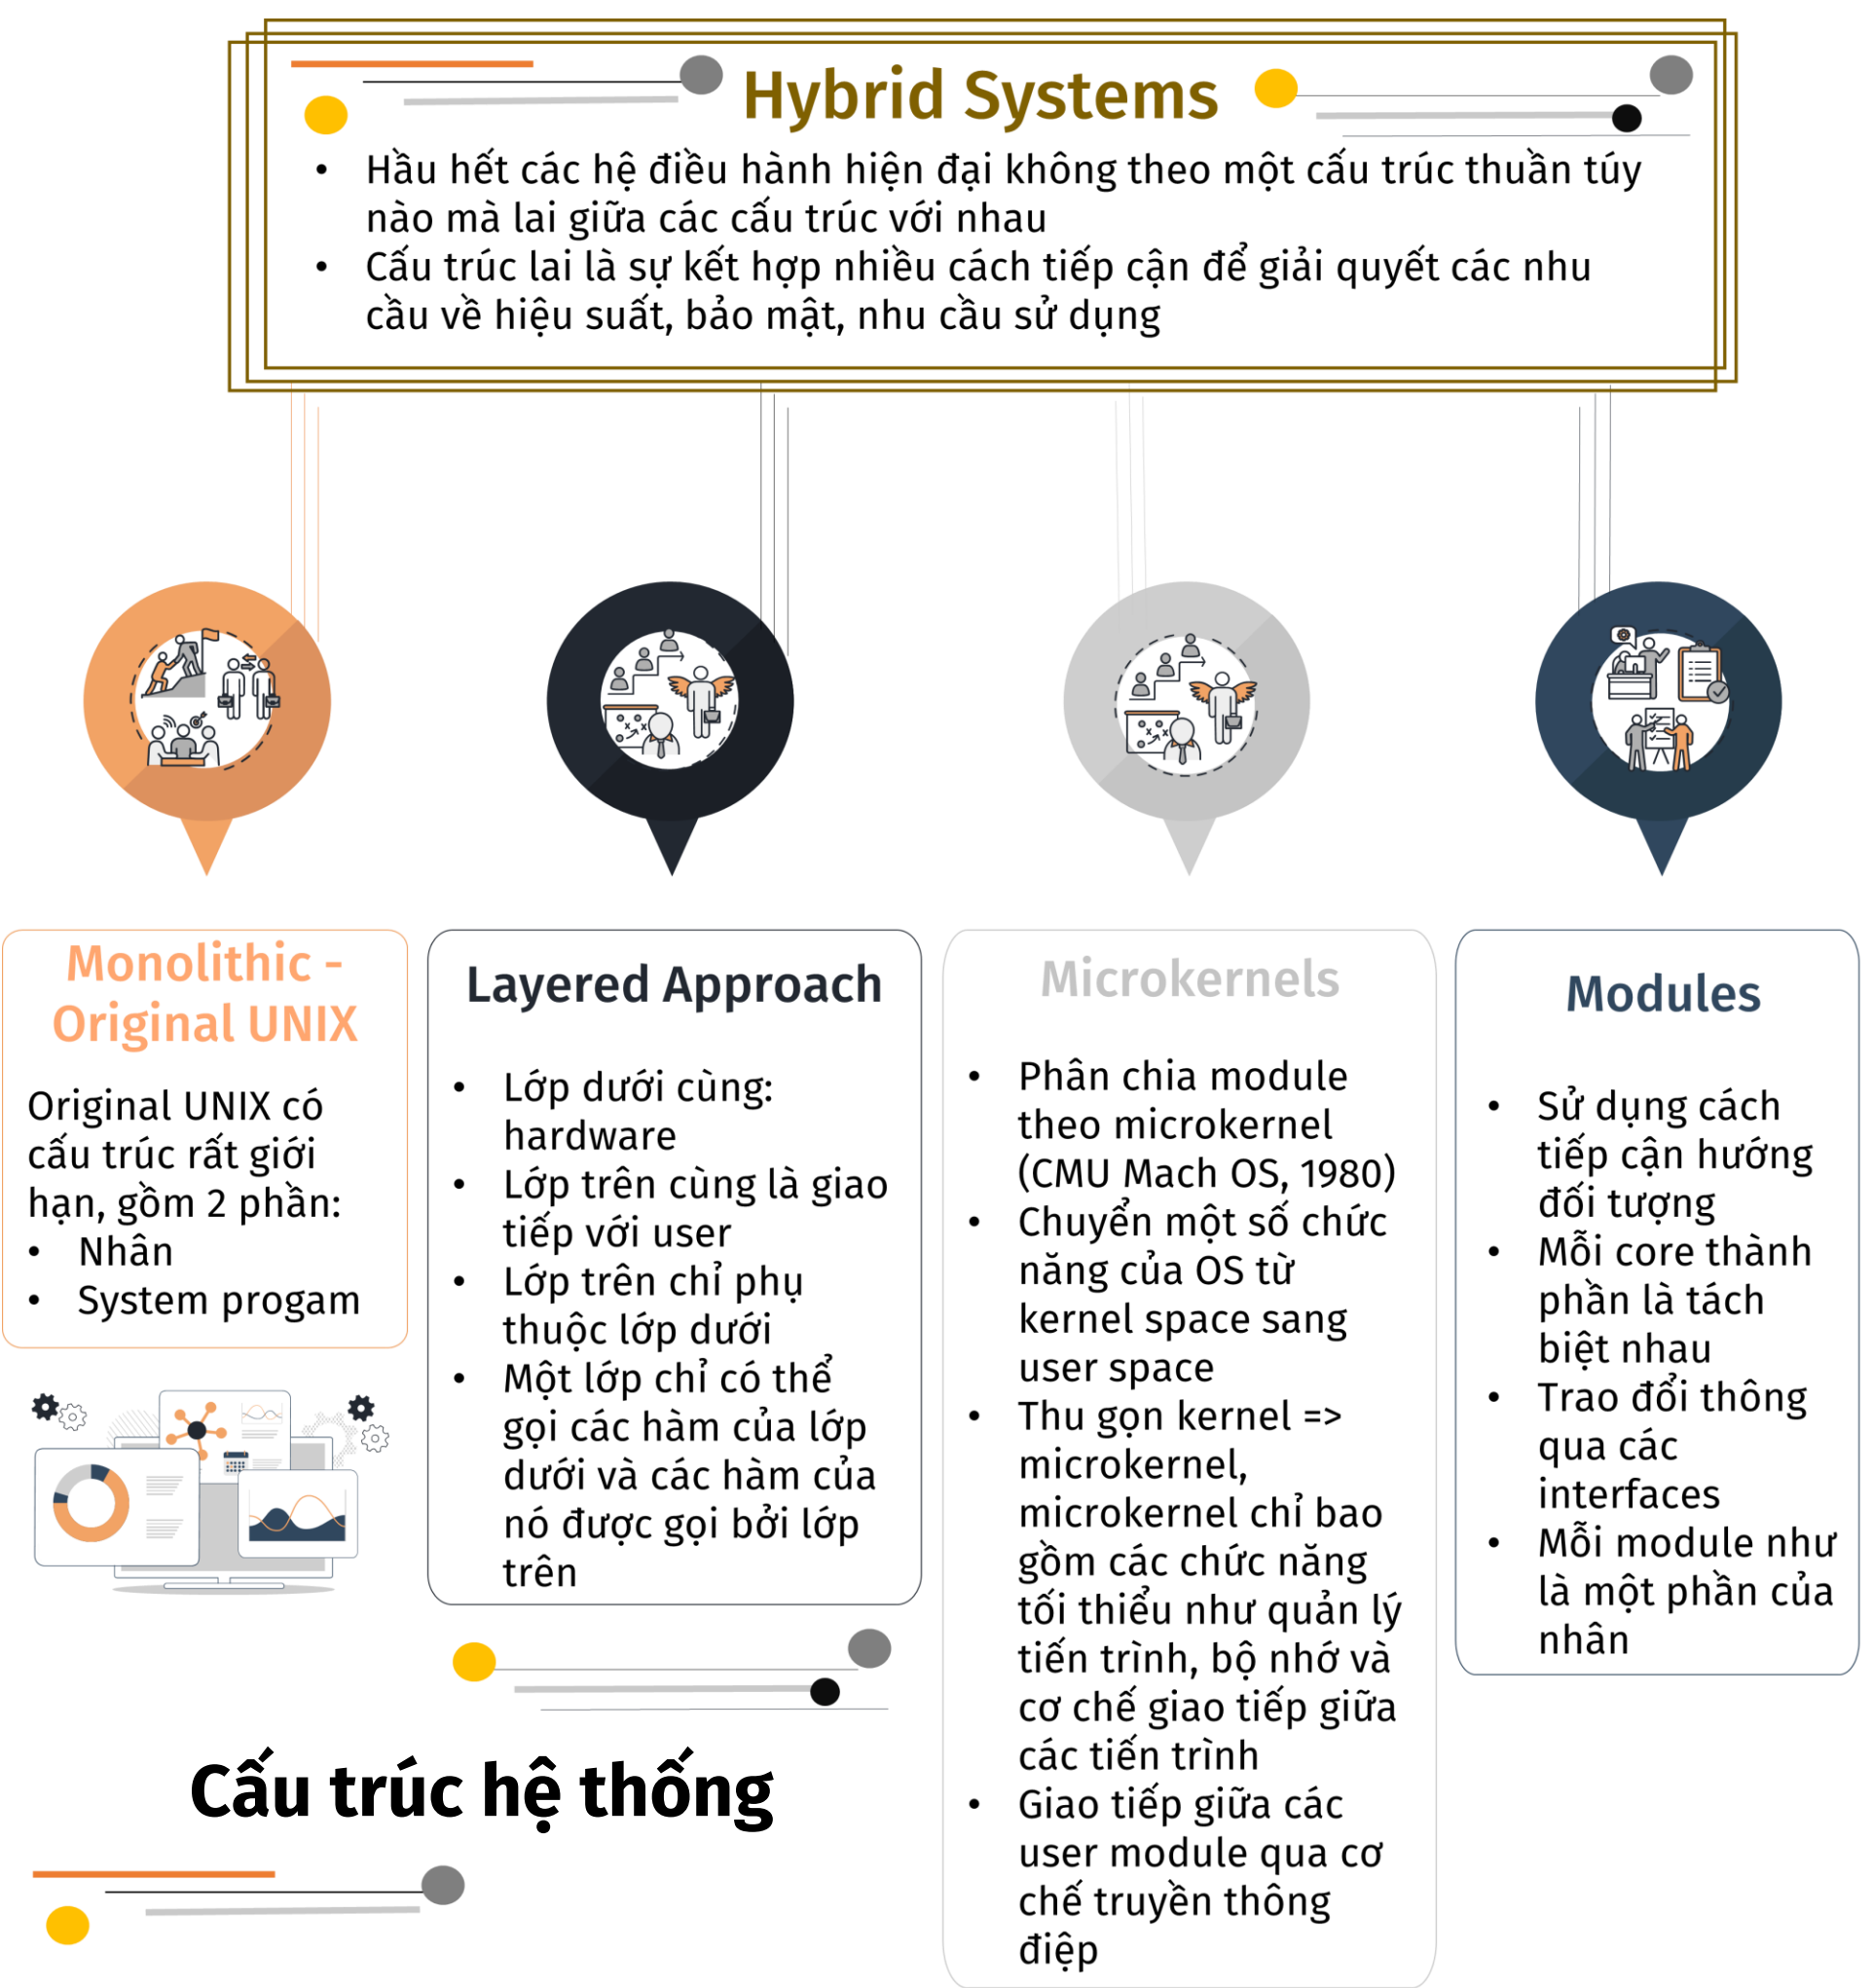 Hybrid Systems
• Hầu hết các hệ điều hành hiện đại không theo một cấu trúc thuần túy
nào mà lai giữa các cấu trúc với nhau
• Cấu trúc lai là sự kết hợp nhiều cách tiếp cận để giải quyết các nhu
cầu về hiệu suất, bảo mật, nhu cầu sử dụng
Monolithic -
Original UNIX
Original UNIX có
cấu trúc rất giới
hạn, gồm 2 phần:
• Nhân
• System progam
Layered Approach
• Lớp dưới cùng:
hardware
• Lớp trên cùng là giao
tiếp với user
• Lớp trên chỉ phụ
thuộc lớp dưới
• Một lớp chỉ có thể
gọi các hàm của lớp
dưới và các hàm của
nó được gọi bởi lớp
trên
Microkernels
• Phân chia module
theo microkernel
(CMU Mach OS, 1980)
• Chuyển một số chức
năng của OS từ
kernel space sang
user space
• Thu gọn kernel =>
microkernel,
microkernel chỉ bao
gồm các chức năng
tối thiểu như quản lý
tiến trình, bộ nhớ và
cơ chế giao tiếp giữa
các tiến trình
• Giao tiếp giữa các
user module qua cơ
chế truyền thông
điệp
Modules
• Sử dụng cách
tiếp cận hướng
đối tượng
• Mỗi core thành
phần là tách
biệt nhau
• Trao đổi thông
qua các
interfaces
• Mỗi module như
là một phần của
nhân
Cấu trúc hệ thống